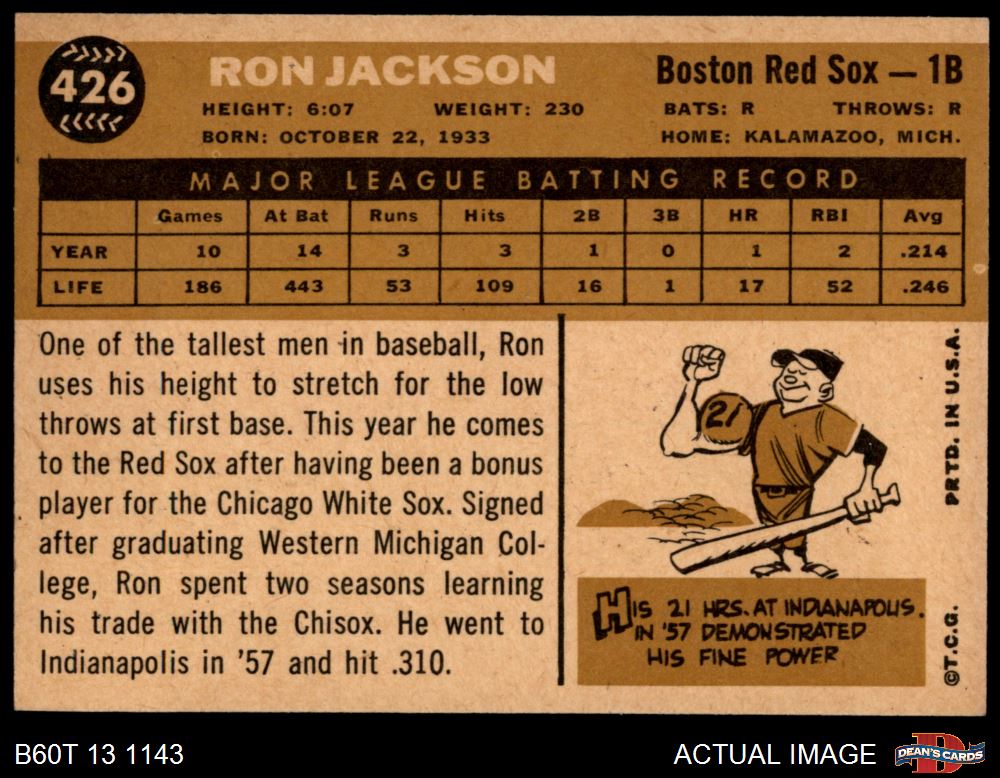 426
RON JACKSON
Boston Red Sox — 1B
HEIGHT: 6:07 WEIGHT: 230 BATS: R THROWS: R
BORN: OCTOBER 22, 1933 HOME: KALAMAZOO, MICH.
MAJOR LEAGUE BATTING RECORD
Games At Bat Runs Hits 2B 3B HR RBI Avg
YEAR 10 14 3 3 1 0 1 2 .214
LIFE 186 443 53 109 16 1 17 52 .246
One of the tallest men in baseball, Ron
uses his height to stretch for the low
throws at first base. This year he comes
to the Red Sox after having been a bonus
player for the Chicago White Sox. Signed
after graduating Western Michigan Col-
lege, Ron spent two seasons learning
his trade with the Chisox. He went to
Indianapolis in '57 and hit .310.
21
HIS 21 HRS. AT INDIANAPOLIS.
IN '57 DEMONSTRATED
HIS FINE POWER
©T.C.G. PRTD. IN U.S.A.
B60T 13 1143
ACTUAL IMAGE
DEAN'S CARDS